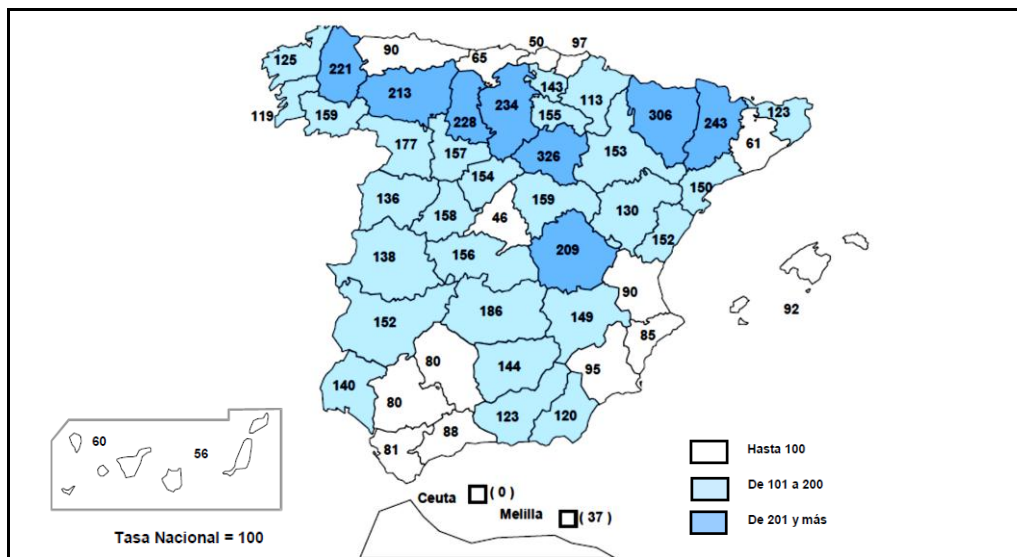 50 97
90 65
125
221 143
213 234 113 306 243 123
119 159 228 155 61
177 157 326 153
154 150
136 158 46 159 130
152
138 156 209
90 92
152 186 149
85
80 144 95
140 80
123 120
60 56 88
81
Hasta 100
De 101 a 200
De 201 y más
Ceuta ( 0 )
Melilla ( 37 )
Tasa Nacional = 100